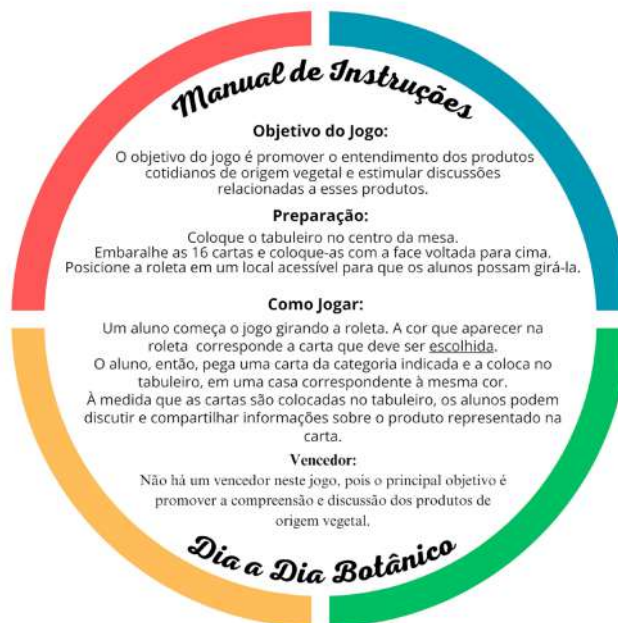 Manual de Instruções
Objetivo do Jogo:
O objetivo do jogo é promover o entendimento dos produtos
cotidianos de origem vegetal e estimular discussões
relacionadas a esses produtos.
Preparação:
Coloque o tabuleiro no centro da mesa.
Embaralhe as 16 cartas e coloque-as com a face voltada para cima.
Posicione a roleta em um local acessível para que os alunos possam girá-la.
Como Jogar:
Um aluno começa o jogo girando a roleta. A cor que aparecer na
roleta corresponde a carta que deve ser escolhida.
O aluno, então, pega uma carta da categoria indicada e a coloca no
tabuleiro, em uma casa correspondente à mesma cor.
À medida que as cartas são colocadas no tabuleiro, os alunos podem
discutir e compartilhar informações sobre o produto representado na
carta.
Vencedor:
Não há um vencedor neste jogo, pois o principal objetivo é
promover a compreensão e discussão dos produtos de
origem vegetal.
Dia a Dia Botânico